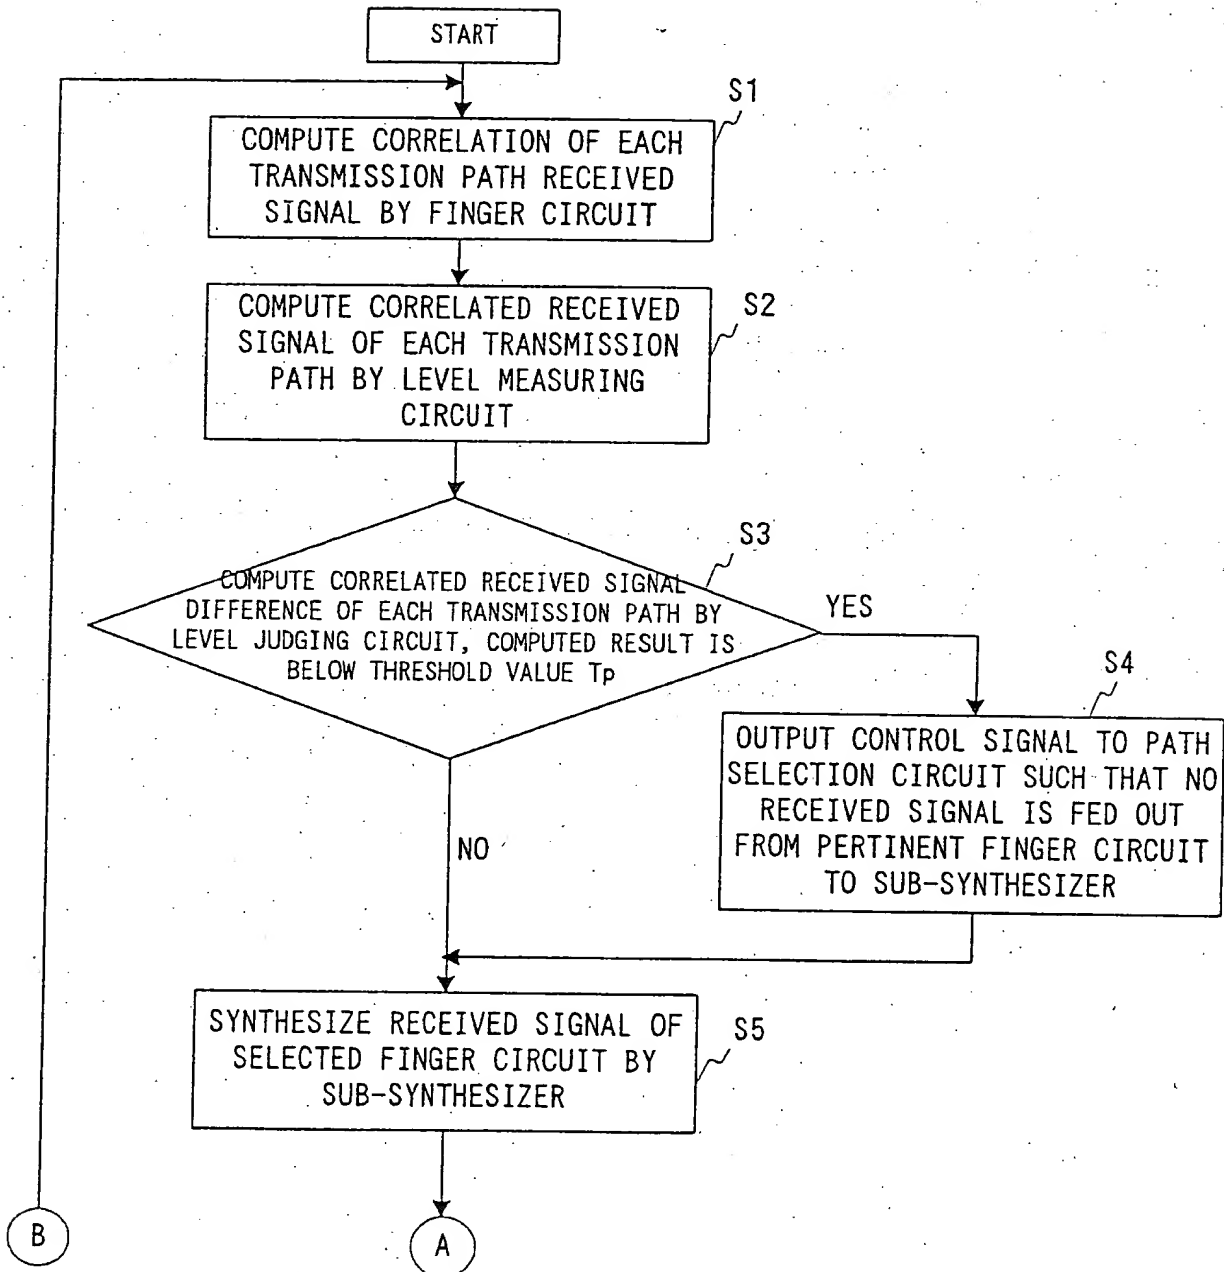 START
S1
COMPUTE CORRELATION OF EACH
TRANSMISSION PATH RECEIVED
SIGNAL BY FINGER CIRCUIT
S2
COMPUTE CORRELATED RECEIVED
SIGNAL OF EACH TRANSMISSION
PATH BY LEVEL MEASURING
CIRCUIT
S3
COMPUTE CORRELATED RECEIVED SIGNAL
DIFFERENCE OF EACH TRANSMISSION PATH BY
LEVEL JUDGING CIRCUIT, COMPUTED RESULT IS
BELOW THRESHOLD VALUE Tp
YES
S4
OUTPUT CONTROL SIGNAL TO PATH
SELECTION CIRCUIT SUCH THAT NO
RECEIVED SIGNAL IS FED OUT
FROM PERTINENT FINGER CIRCUIT
TO SUB-SYNTHESIZER
NO
S5
SYNTHESIZE RECEIVED SIGNAL OF
SELECTED FINGER CIRCUIT BY
SUB-SYNTHESIZER
B
A